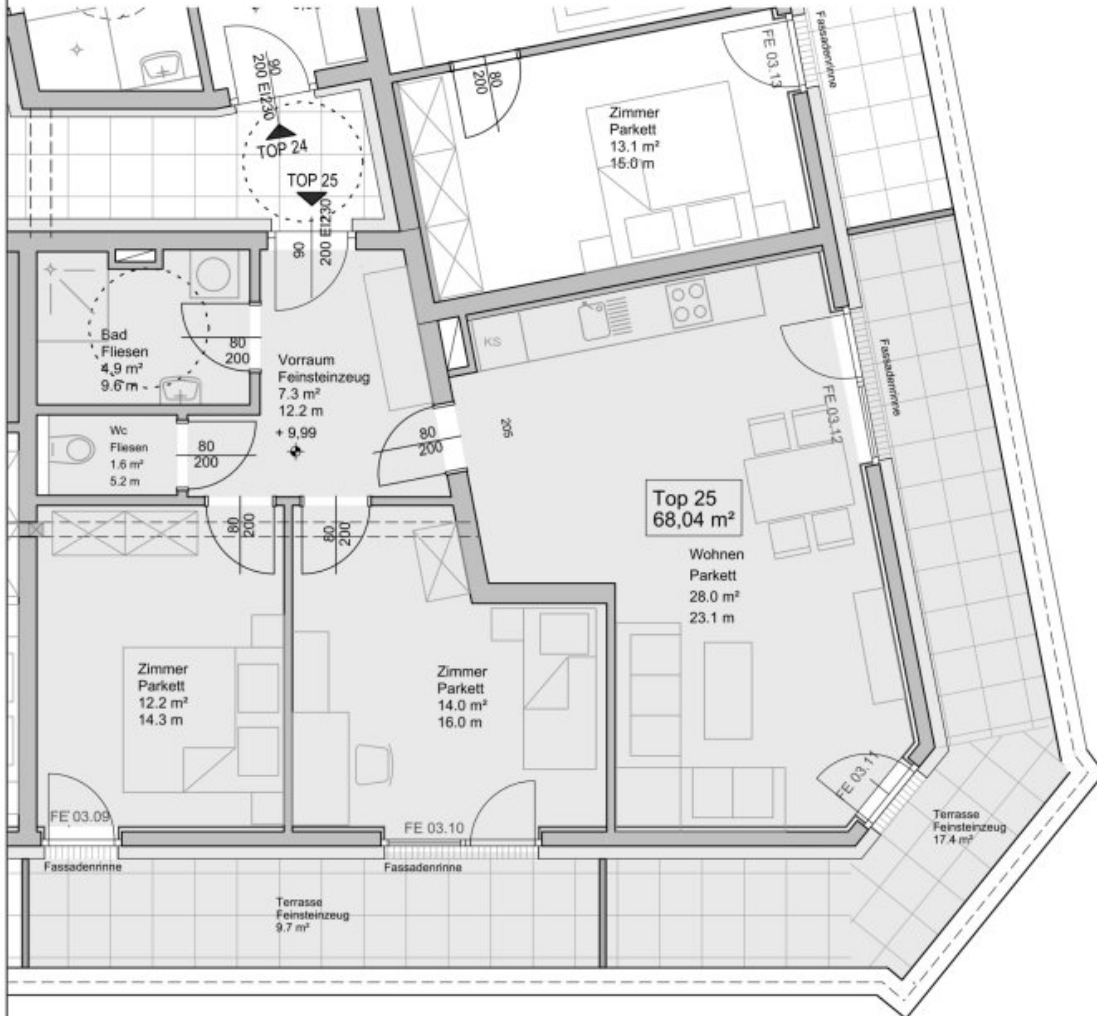 90
200 EI230
TOP 24
TOP 25
90
200 EI230
80
200
FE 03.13
Fassadenrinne
Zimmer
Parkett
13.1 m²
15.0 m
Bad
Fliesen
4.9 m²
9.6 m
80
200
Vorraum
Feinsteinzeug
7.3 m²
12.2 m
+ 9,99
KS
Fassadenrinne
FE 03.12
Wc
Fliesen
1.6 m²
5.2 m
80
200
80
200
205
Top 25
68,04 m²
Wohnen
Parkett
28.0 m²
23.1 m
80
200
80
200
Zimmer
Parkett
12.2 m²
14.3 m
Zimmer
Parkett
14.0 m²
16.0 m
FE 03.09
FE 03.10
FE 03.11
Fassadenrinne
Fassadenrinne
Terrasse
Feinsteinzeug
17.4 m²
Terrasse
Feinsteinzeug
9.7 m²